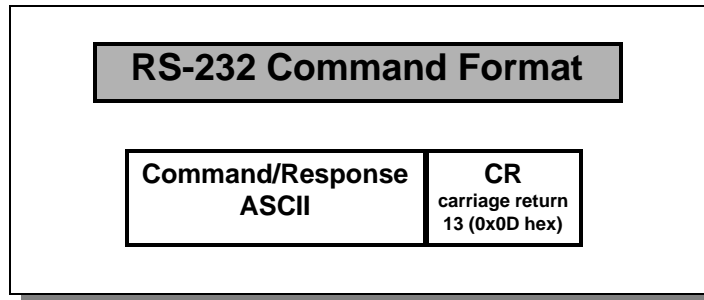 RS-232 Command Format
Command/Response
ASCII
CR
carriage return
13 (0x0D hex)